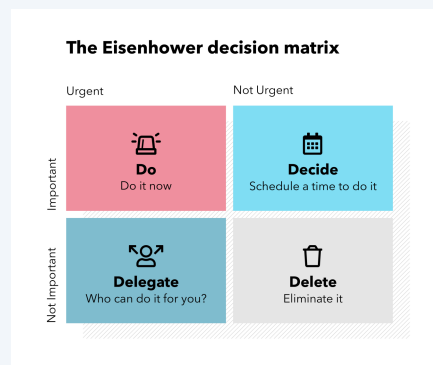 The Eisenhower decision matrix
Urgent
Not Urgent
Important
Do
Do it now
Decide
Schedule a time to do it
Not Important
Delegate
Who can do it for you?
Delete
Eliminate it